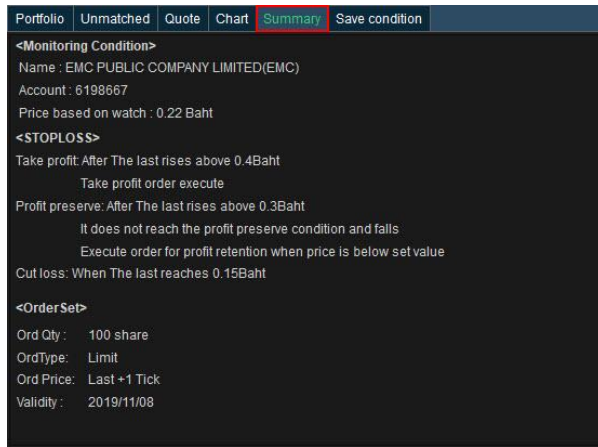 Portfolio Unmatched Quote Chart Summary Save condition
<Monitoring Condition>
Name : EMC PUBLIC COMPANY LIMITED(EMC)
Account : 6198667
Price based on watch : 0.22 Baht
<STOPLOSS>
Take profit: After The last rises above 0.4Baht
Take profit order execute
Profit preserve: After The last rises above 0.3Baht
It does not reach the profit preserve condition and falls
Execute order for profit retention when price is below set value
Cut loss: When The last reaches 0.15Baht
<OrderSet>
Ord Qty : 100 share
OrdType: Limit
Ord Price: Last +1 Tick
Validity : 2019/11/08